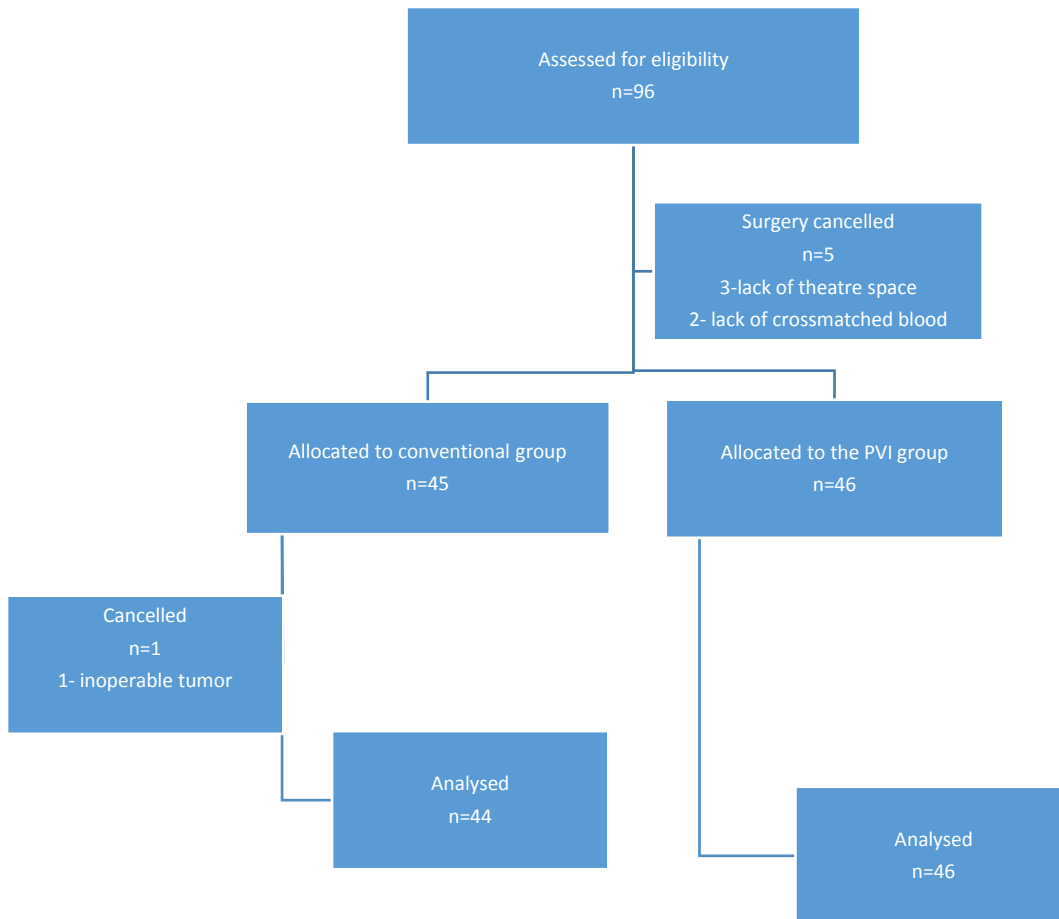 Assessed for eligibility
n=96
Surgery cancelled
n=5
3-lack of theatre space
2- lack of crossmatched blood
Allocated to conventional group
n=45
Allocated to the PVI group
n=46
Cancelled
n=1
1- inoperable tumor
Analysed
n=44
Analysed
n=46